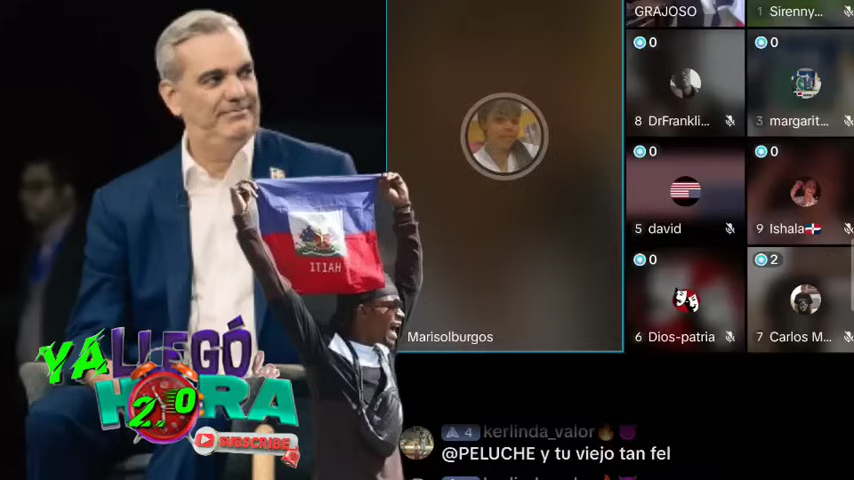 GRAJOSO
1 Sirenny...
0
0
8 DrFrankli...
3 margarit...
0
0
5 david
9 Ishala🇩🇴
0
2
6 Dios-patria
7 Carlos M...
Marisolburgos
ITIAH
YA LLEGÓ
HORA
2.0
SUBSCRIBE
4 kerlinda_valor🔥😈
@PELUCHE y tu viejo tan fel